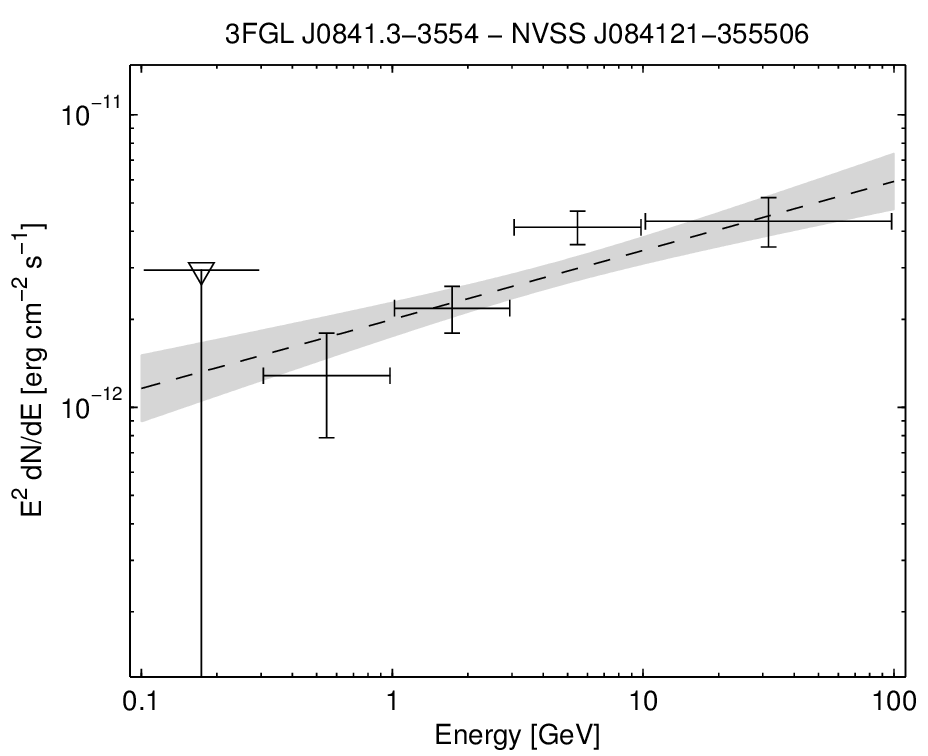 3FGL J0841.3−3554 − NVSS J084121−355506
10⁻¹¹
10⁻¹²
E² dN/dE [erg cm⁻² s⁻¹]
0.1 1 10 100
Energy [GeV]